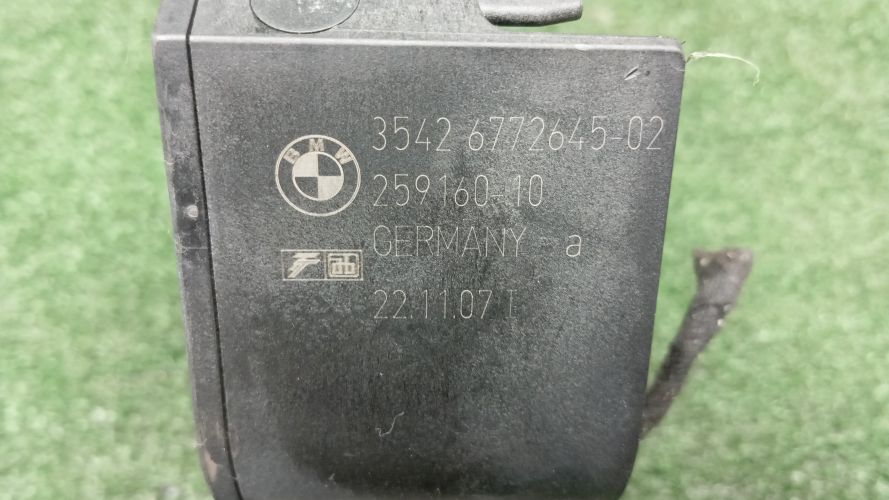 BMW
3542 6772645-02
259160-10
GERMANY - a
22.11.07 I